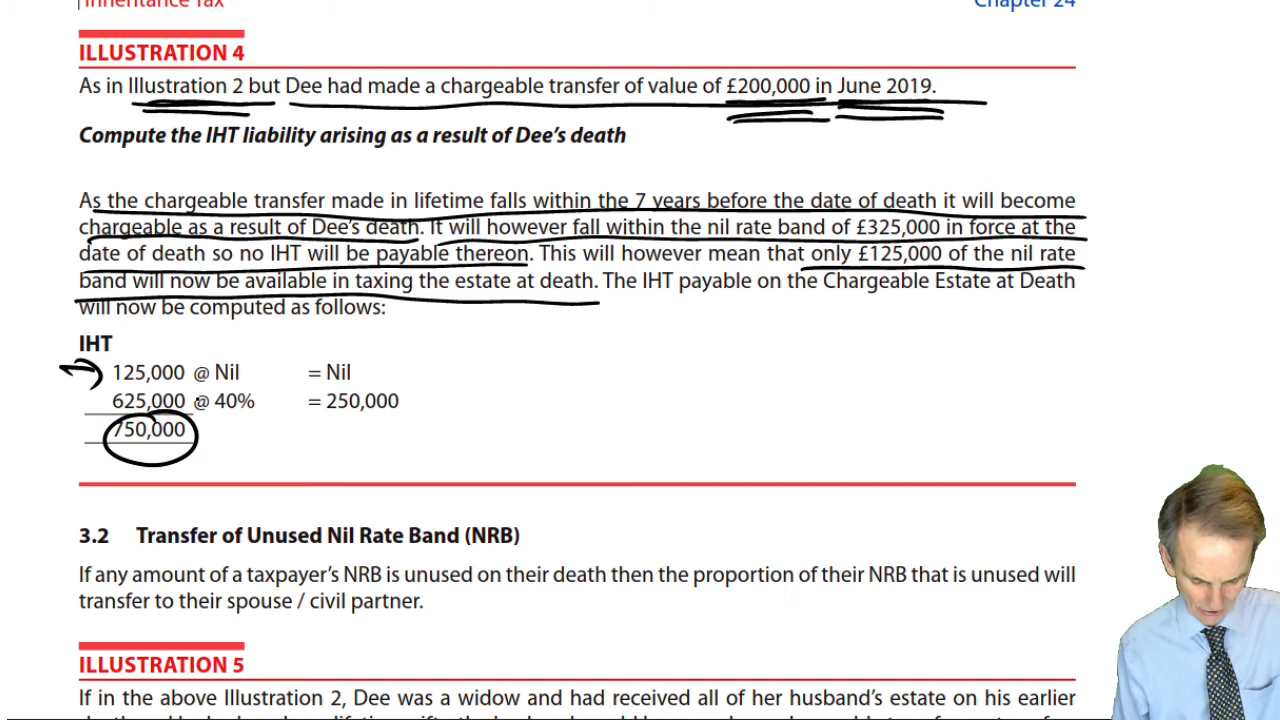 Inheritance Tax Chapter 24
ILLUSTRATION 4
As in Illustration 2 but Dee had made a chargeable transfer of value of £200,000 in June 2019.
Compute the IHT liability arising as a result of Dee's death
As the chargeable transfer made in lifetime falls within the 7 years before the date of death it will become
chargeable as a result of Dee's death. It will however fall within the nil rate band of £325,000 in force at the
date of death so no IHT will be payable thereon. This will however mean that only £125,000 of the nil rate
band will now be available in taxing the estate at death. The IHT payable on the Chargeable Estate at Death
will now be computed as follows:
IHT
125,000 @ Nil = Nil
625,000 @ 40% = 250,000
750,000
3.2 Transfer of Unused Nil Rate Band (NRB)
If any amount of a taxpayer's NRB is unused on their death then the proportion of their NRB that is unused will
transfer to their spouse / civil partner.
ILLUSTRATION 5
If in the above Illustration 2, Dee was a widow and had received all of her husband's estate on his earlier